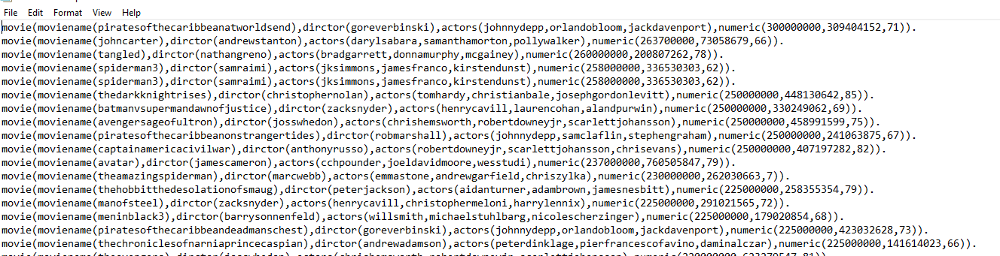 File Edit Format View Help
movie(moviename(piratesofthecaribbeanatworldsend),dirctor(goreverbinski),actors(johnnydepp,orlandobloom,jackdavenport),numeric(300000000,309404152,71)).
movie(moviename(johncarter),dirctor(andrewstanton),actors(darylsabara,samanthamorton,pollywalker),numeric(263700000,73058679,66)).
movie(moviename(tangled),dirctor(nathangreno),actors(bradgarrett,donnamurphy,mcgainey),numeric(260000000,200807262,78)).
movie(moviename(spiderman3),dirctor(samraimi),actors(jksimmons,jamesfranco,kirstendunst),numeric(258000000,336530303,62)).
movie(moviename(spiderman3),dirctor(samraimi),actors(jksimmons,jamesfranco,kirstendunst),numeric(258000000,336530303,62)).
movie(moviename(thedarkknightrises),dirctor(christophernolan),actors(tomhardy,christianbale,josephgordonlevitt),numeric(250000000,448130642,85)).
movie(moviename(batmanvsupermandawnofjustice),dirctor(zacksnyder),actors(henrycavill,laurencohan,alandpurwin),numeric(250000000,330249062,69)).
movie(moviename(avengersageofultron),dirctor(josswhedon),actors(chrishemsworth,robertdowneyjr,scarlettjohansson),numeric(250000000,458991599,75)).
movie(moviename(piratesofthecaribbeanonstrangertides),dirctor(robmarshall),actors(johnnydepp,samclaflin,stephengraham),numeric(250000000,241063875,67)).
movie(moviename(captainamericacivilwar),dirctor(anthonyrusso),actors(robertdowneyjr,scarlettjohansson,chrisevans),numeric(250000000,407197282,82)).
movie(moviename(avatar),dirctor(jamescameron),actors(cchpounder,joeldavidmoore,wesstudi),numeric(237000000,760505847,79)).
movie(moviename(theamazingspiderman),dirctor(marcwebb),actors(emmastone,andrewgarfield,chriszylka),numeric(230000000,262030663,7)).
movie(moviename(thehobbitthedesolationofsmaug),dirctor(peterjackson),actors(aidanturner,adambrown,jamesnesbitt),numeric(225000000,258355354,79)).
movie(moviename(manofsteel),dirctor(zacksnyder),actors(henrycavill,christophermeloni,harrylennix),numeric(225000000,291021565,72)).
movie(moviename(meninblack3),dirctor(barrysonnenfeld),actors(willsmith,michaelstuhlbarg,nicolescherzinger),numeric(225000000,179020854,68)).
movie(moviename(piratesofthecaribbeandeadmanschest),dirctor(goreverbinski),actors(johnnydepp,orlandobloom,jackdavenport),numeric(225000000,423032628,73)).
movie(moviename(thechroniclesofnarniaprincecaspian),dirctor(andrewadamson),actors(peterdinklage,pierfrancescofavino,daminalczar),numeric(225000000,141614023,66)).